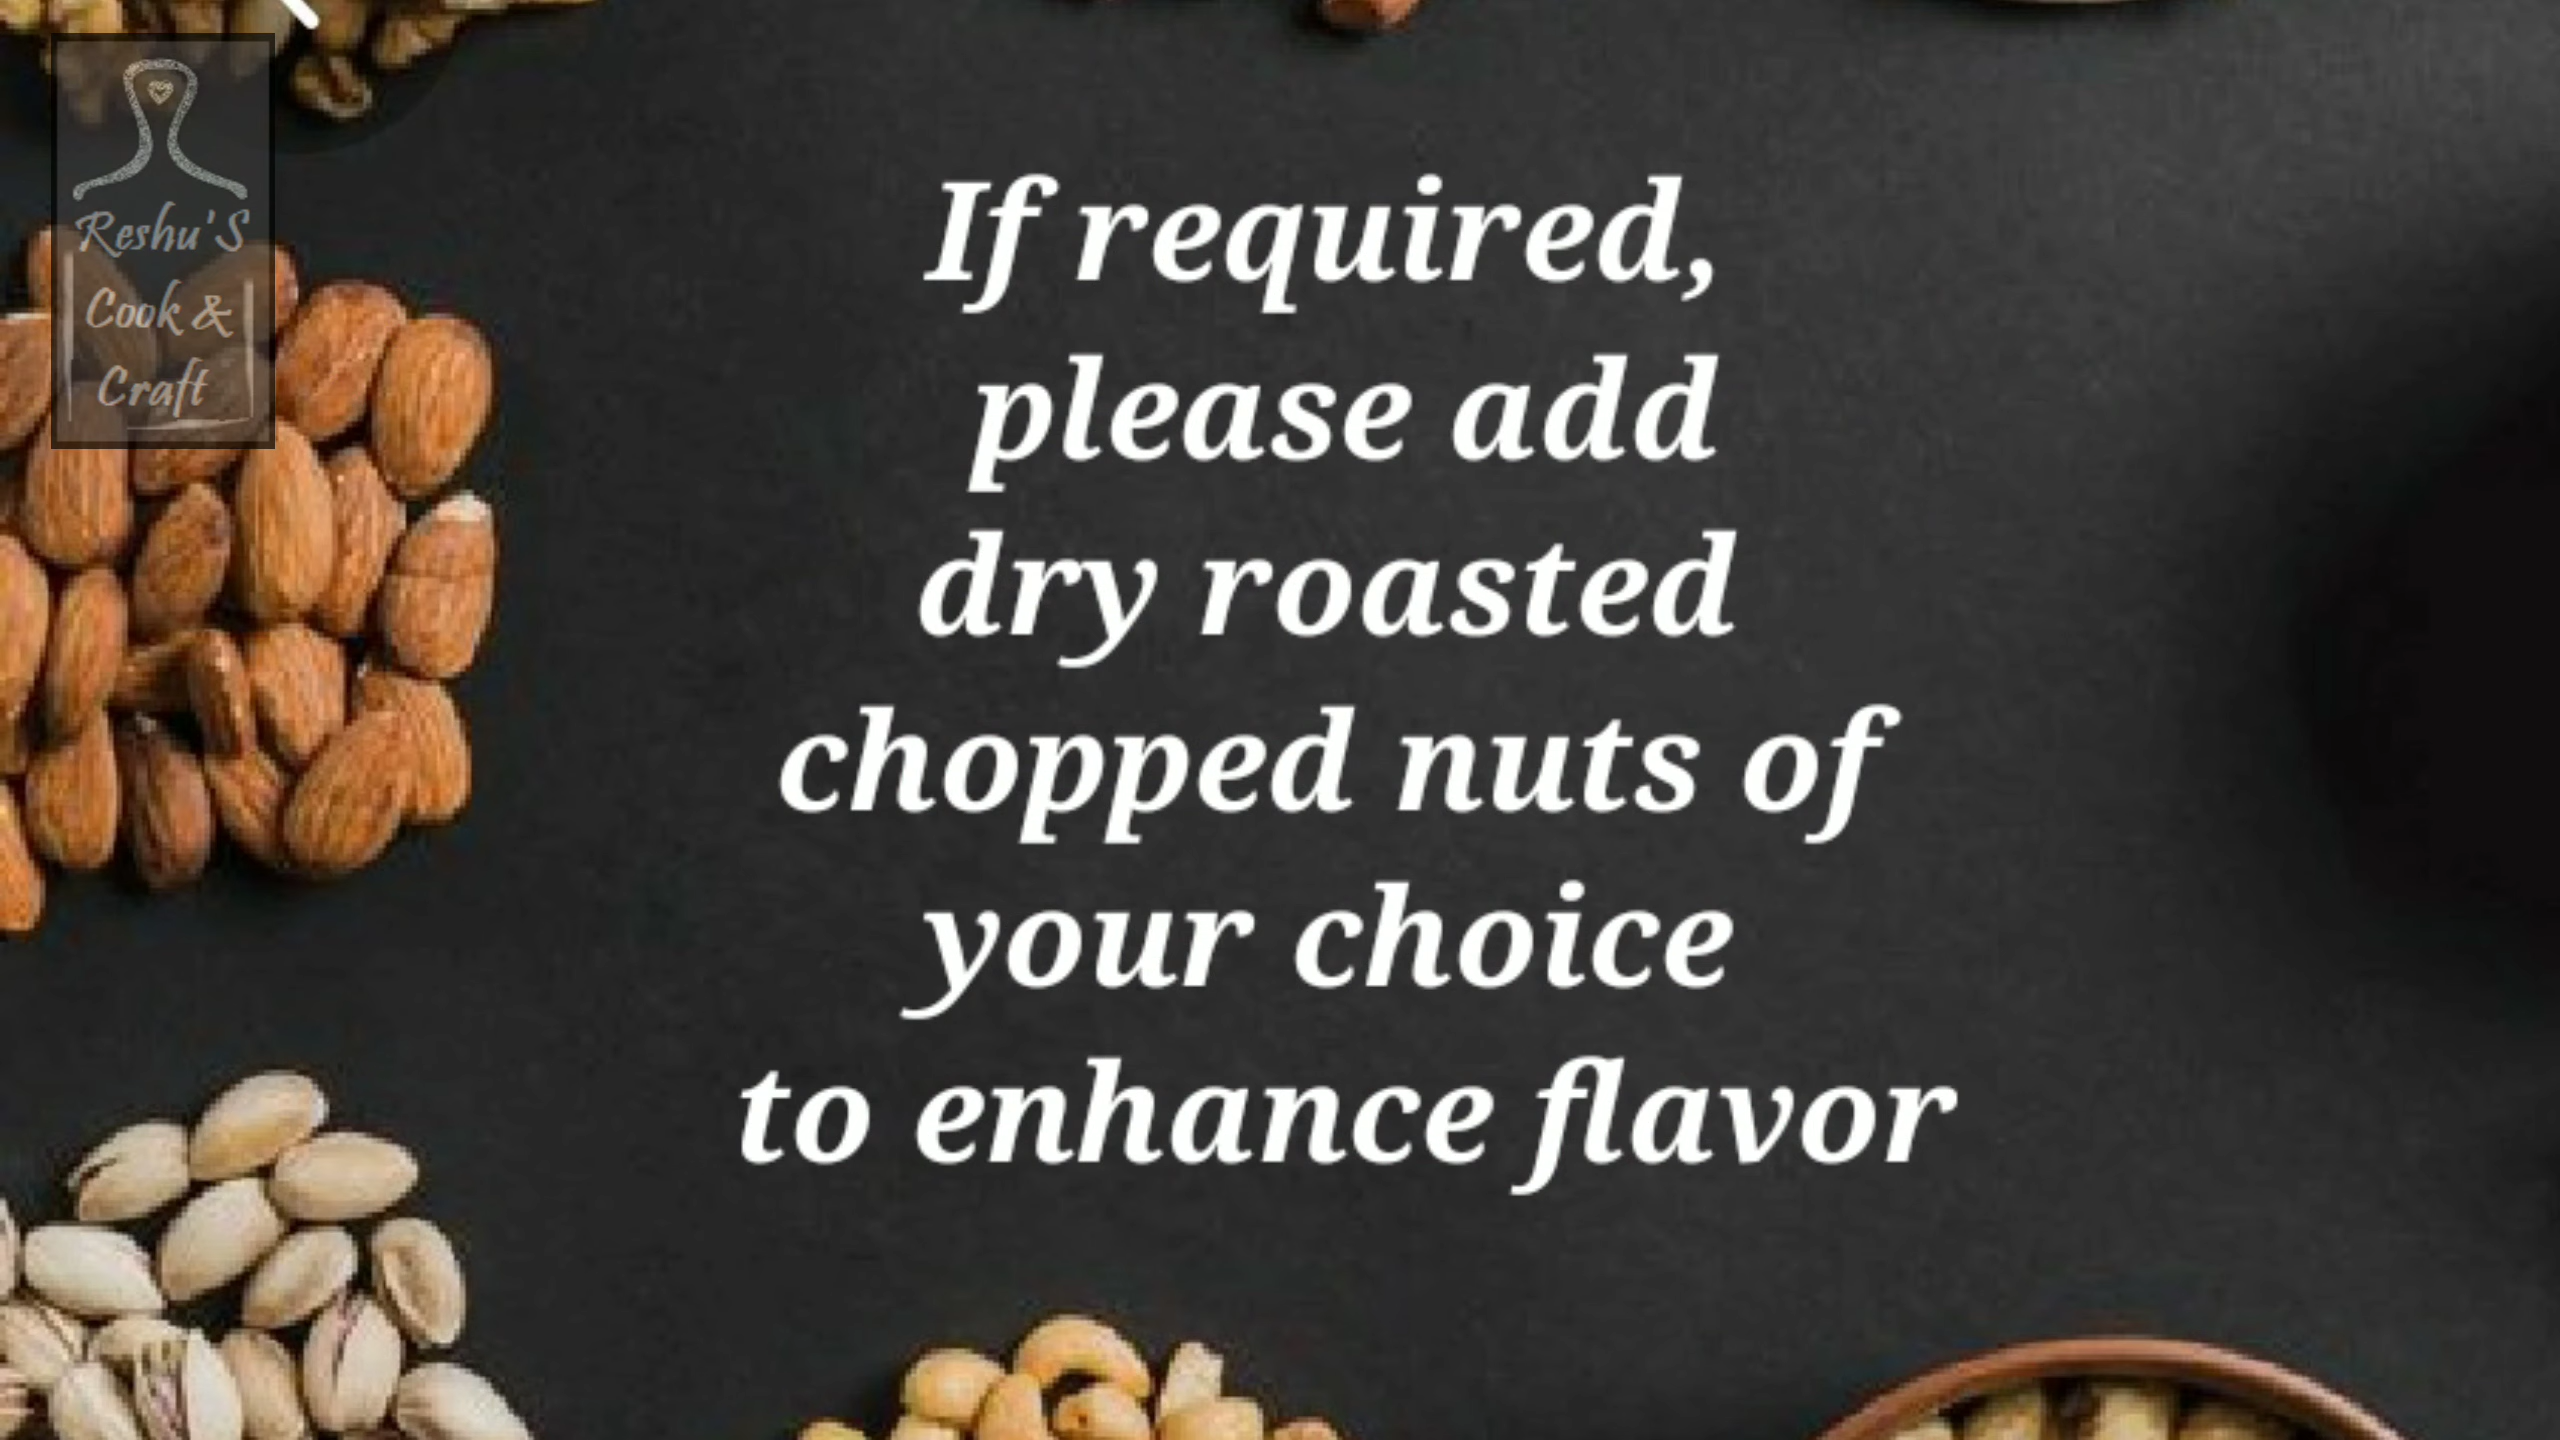 Reshu'S
Cook &
Craft
If required,
please add
dry roasted
chopped nuts of
your choice
to enhance flavor